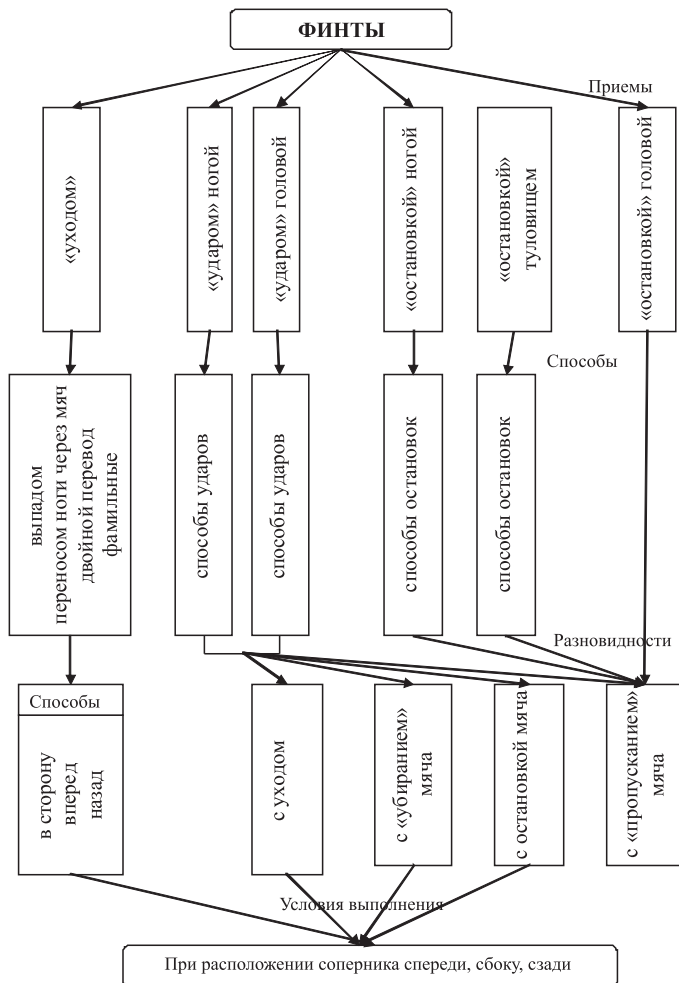 ФИНТЫ
Приемы
«уходом»
«ударом» ногой
«ударом» головой
«остановкой» ногой
«остановкой»
туловищем
«остановкой» головой
Способы
выпадом
переносом ноги через мяч
двойной перевод
фамильные
способы ударов
способы ударов
способы остановок
способы остановок
Разновидности
Способы
в сторону
вперед
назад
с уходом
с «убиранием»
мяча
с остановкой мяча
с «пропусканием»
мяча
Условия выполнения
При расположении соперника спереди, сбоку, сзади